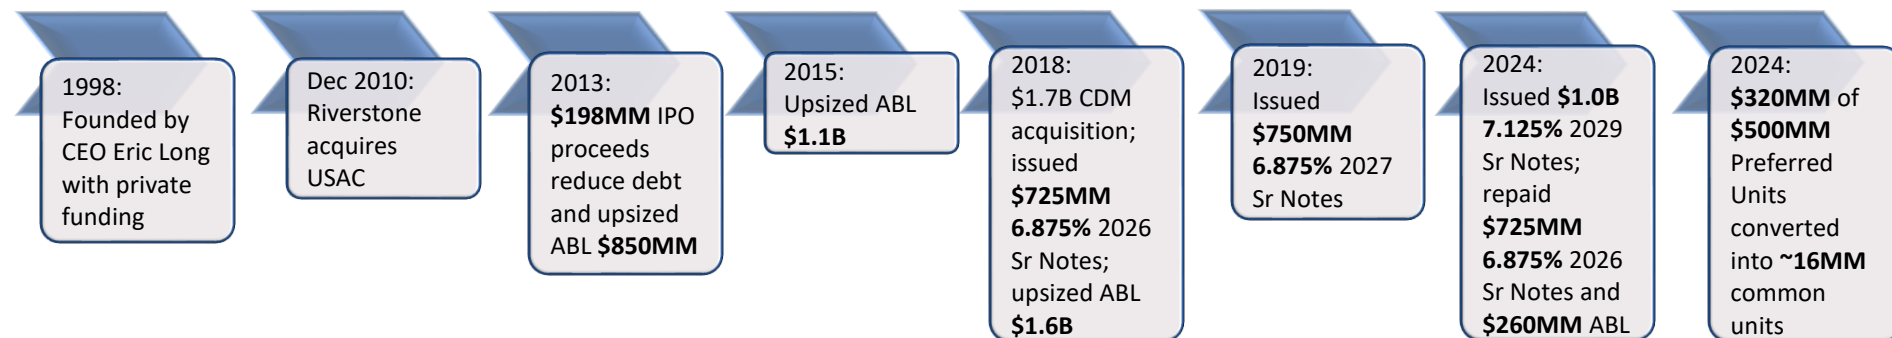 1998:
Founded by
CEO Eric Long
with private
funding
Dec 2010:
Riverstone
acquires
USAC
2013:
$198MM IPO
proceeds
reduce debt
and upsized
ABL $850MM
2015:
Upsized ABL
$1.1B
2018:
$1.7B CDM
acquisition;
issued
$725MM
6.875% 2026
Sr Notes;
upsized ABL
$1.6B
2019:
Issued
$750MM
6.875% 2027
Sr Notes
2024:
Issued $1.0B
7.125% 2029
Sr Notes;
repaid
$725MM
6.875% 2026
Sr Notes and
$260MM ABL
2024:
$320MM of
$500MM
Preferred
Units
converted
into ~16MM
common
units